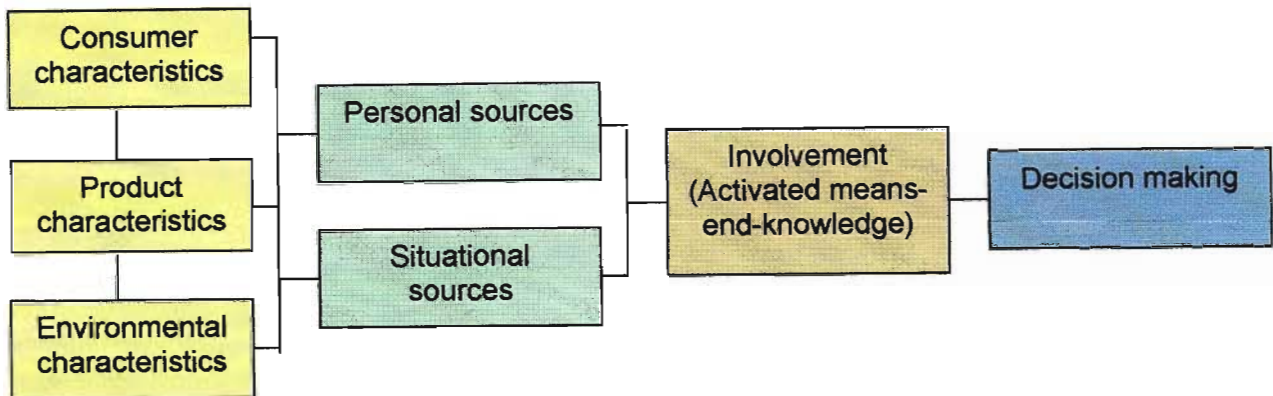 Consumer
characteristics
Product
characteristics
Environmental
characteristics
Personal sources
Situational
sources
Involvement
(Activated means-
end-knowledge)
Decision making